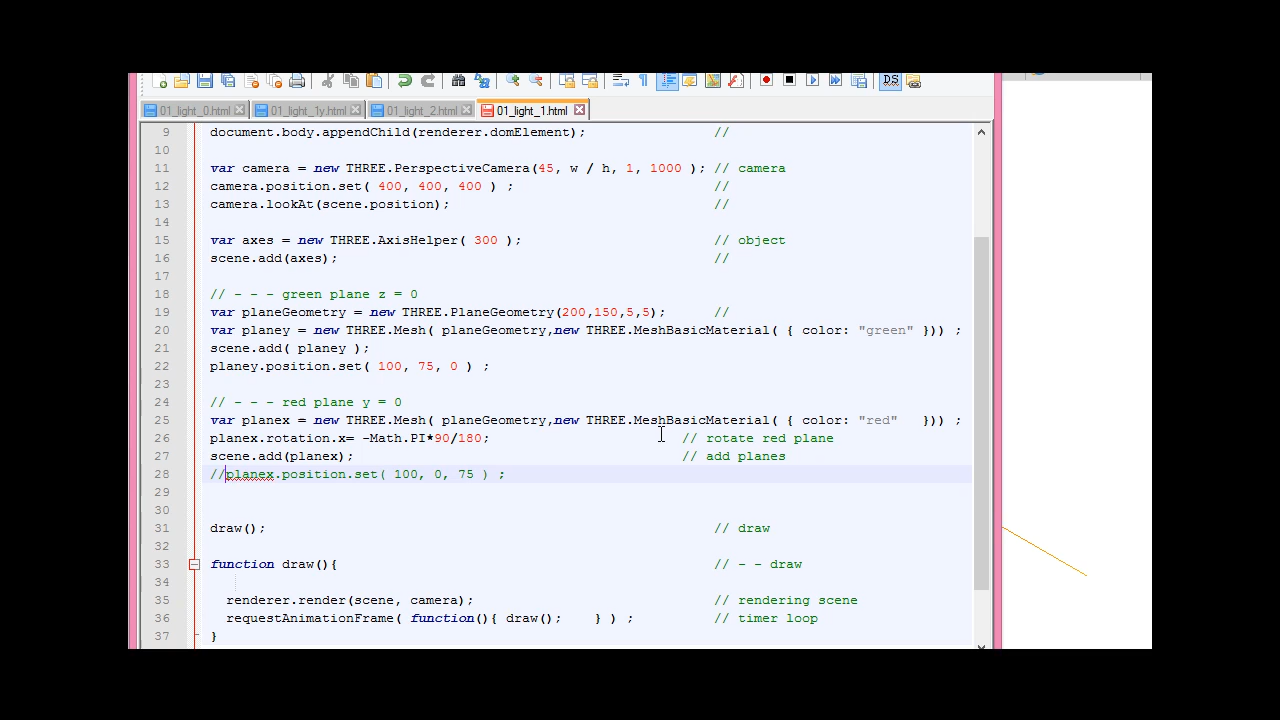 DS
01_light_0.html 01_light_1y.html 01_light_2.html 01_light_1.html
9 document.body.appendChild(renderer.domElement); //
10
11 var camera = new THREE.PerspectiveCamera(45, w / h, 1, 1000 ); // camera
12 camera.position.set( 400, 400, 400 ) ; //
13 camera.lookAt(scene.position); //
14
15 var axes = new THREE.AxisHelper( 300 ); // object
16 scene.add(axes); //
17
18 // - - - green plane z = 0
19 var planeGeometry = new THREE.PlaneGeometry(200,150,5,5); //
20 var planey = new THREE.Mesh( planeGeometry,new THREE.MeshBasicMaterial( { color: "green" })) ;
21 scene.add( planey );
22 planey.position.set( 100, 75, 0 ) ;
23
24 // - - - red plane y = 0
25 var planex = new THREE.Mesh( planeGeometry,new THREE.MeshBasicMaterial( { color: "red" })) ;
26 planex.rotation.x= -Math.PI*90/180; // rotate red plane
27 scene.add(planex); // add planes
28 //planex.position.set( 100, 0, 75 ) ;
29
30
31 draw(); // draw
32
33 function draw(){ // - - draw
34
35 renderer.render(scene, camera); // rendering scene
36 requestAnimationFrame( function(){ draw(); } ) ; // timer loop
37 }